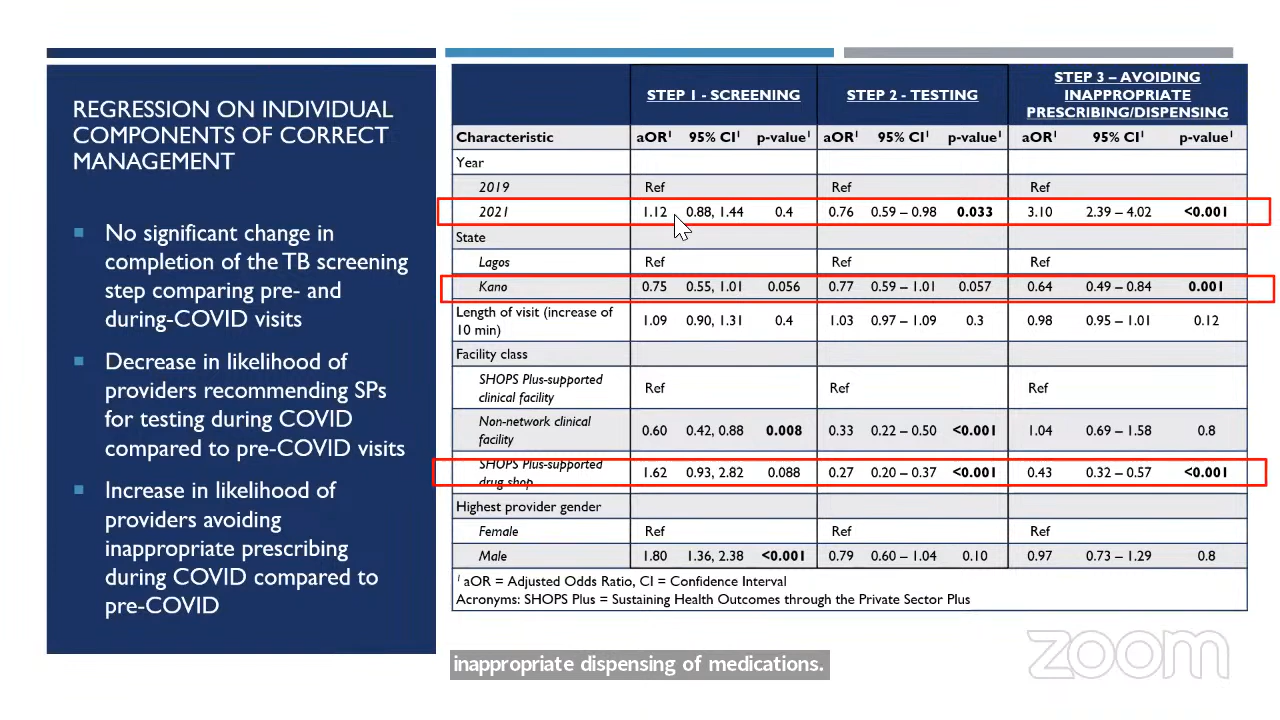 REGRESSION ON INDIVIDUAL
COMPONENTS OF CORRECT
MANAGEMENT
No significant change in
completion of the TB screening
step comparing pre- and
during-COVID visits
Decrease in likelihood of
providers recommending SPs
for testing during COVID
compared to pre-COVID visits
Increase in likelihood of
providers avoiding
inappropriate prescribing
during COVID compared to
pre-COVID
STEP 1 - SCREENING STEP 2 - TESTING STEP 3 – AVOIDING
INAPPROPRIATE
PRESCRIBING/DISPENSING
Characteristic aOR¹ 95% CI¹ p-value¹ aOR¹ 95% CI¹ p-value¹ aOR¹ 95% CI¹ p-value¹
Year
2019 Ref Ref Ref
2021 1.12 0.88, 1.44 0.4 0.76 0.59 – 0.98 0.033 3.10 2.39 – 4.02 <0.001
State
Lagos Ref Ref Ref
Kano 0.75 0.55, 1.01 0.056 0.77 0.59 – 1.01 0.057 0.64 0.49 – 0.84 0.001
Length of visit (increase of
10 min) 1.09 0.90, 1.31 0.4 1.03 0.97 – 1.09 0.3 0.98 0.95 – 1.01 0.12
Facility class
SHOPS Plus-supported
clinical facility Ref Ref Ref
Non-network clinical
facility 0.60 0.42, 0.88 0.008 0.33 0.22 – 0.50 <0.001 1.04 0.69 – 1.58 0.8
SHOPS Plus-supported
drug shop 1.62 0.93, 2.82 0.088 0.27 0.20 – 0.37 <0.001 0.43 0.32 – 0.57 <0.001
Highest provider gender
Female Ref Ref Ref
Male 1.80 1.36, 2.38 <0.001 0.79 0.60 – 1.04 0.10 0.97 0.73 – 1.29 0.8
¹ aOR = Adjusted Odds Ratio, CI = Confidence Interval
Acronyms: SHOPS Plus = Sustaining Health Outcomes through the Private Sector Plus
zoom
inappropriate dispensing of medications.